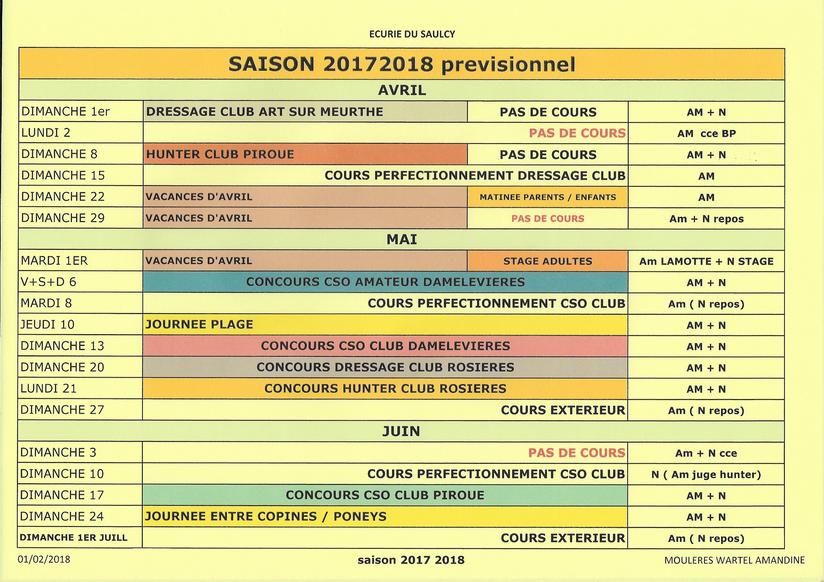 ECURIE DU SAULCY
SAISON 20172018 previsionnel
AVRIL
DIMANCHE 1er DRESSAGE CLUB ART SUR MEURTHE PAS DE COURS AM + N
LUNDI 2 PAS DE COURS AM cce BP
DIMANCHE 8 HUNTER CLUB PIROUE PAS DE COURS AM + N
DIMANCHE 15 COURS PERFECTIONNEMENT DRESSAGE CLUB AM
DIMANCHE 22 VACANCES D'AVRIL MATINEE PARENTS / ENFANTS AM
DIMANCHE 29 VACANCES D'AVRIL PAS DE COURS Am + N repos
MAI
MARDI 1ER VACANCES D'AVRIL STAGE ADULTES Am LAMOTTE + N STAGE
V+S+D 6 CONCOURS CSO AMATEUR DAMELEVIERES AM + N
MARDI 8 COURS PERFECTIONNEMENT CSO CLUB Am ( N repos)
JEUDI 10 JOURNEE PLAGE AM + N
DIMANCHE 13 CONCOURS CSO CLUB DAMELEVIERES AM + N
DIMANCHE 20 CONCOURS DRESSAGE CLUB ROSIERES AM + N
LUNDI 21 CONCOURS HUNTER CLUB ROSIERES AM + N
DIMANCHE 27 COURS EXTERIEUR Am ( N repos)
JUIN
DIMANCHE 3 PAS DE COURS Am + N cce
DIMANCHE 10 COURS PERFECTIONNEMENT CSO CLUB N ( Am juge hunter)
DIMANCHE 17 CONCOURS CSO CLUB PIROUE AM + N
DIMANCHE 24 JOURNEE ENTRE COPINES / PONEYS AM + N
DIMANCHE 1ER JUILL COURS EXTERIEUR Am ( N repos)
01/02/2018 saison 2017 2018 MOULERES WARTEL AMANDINE